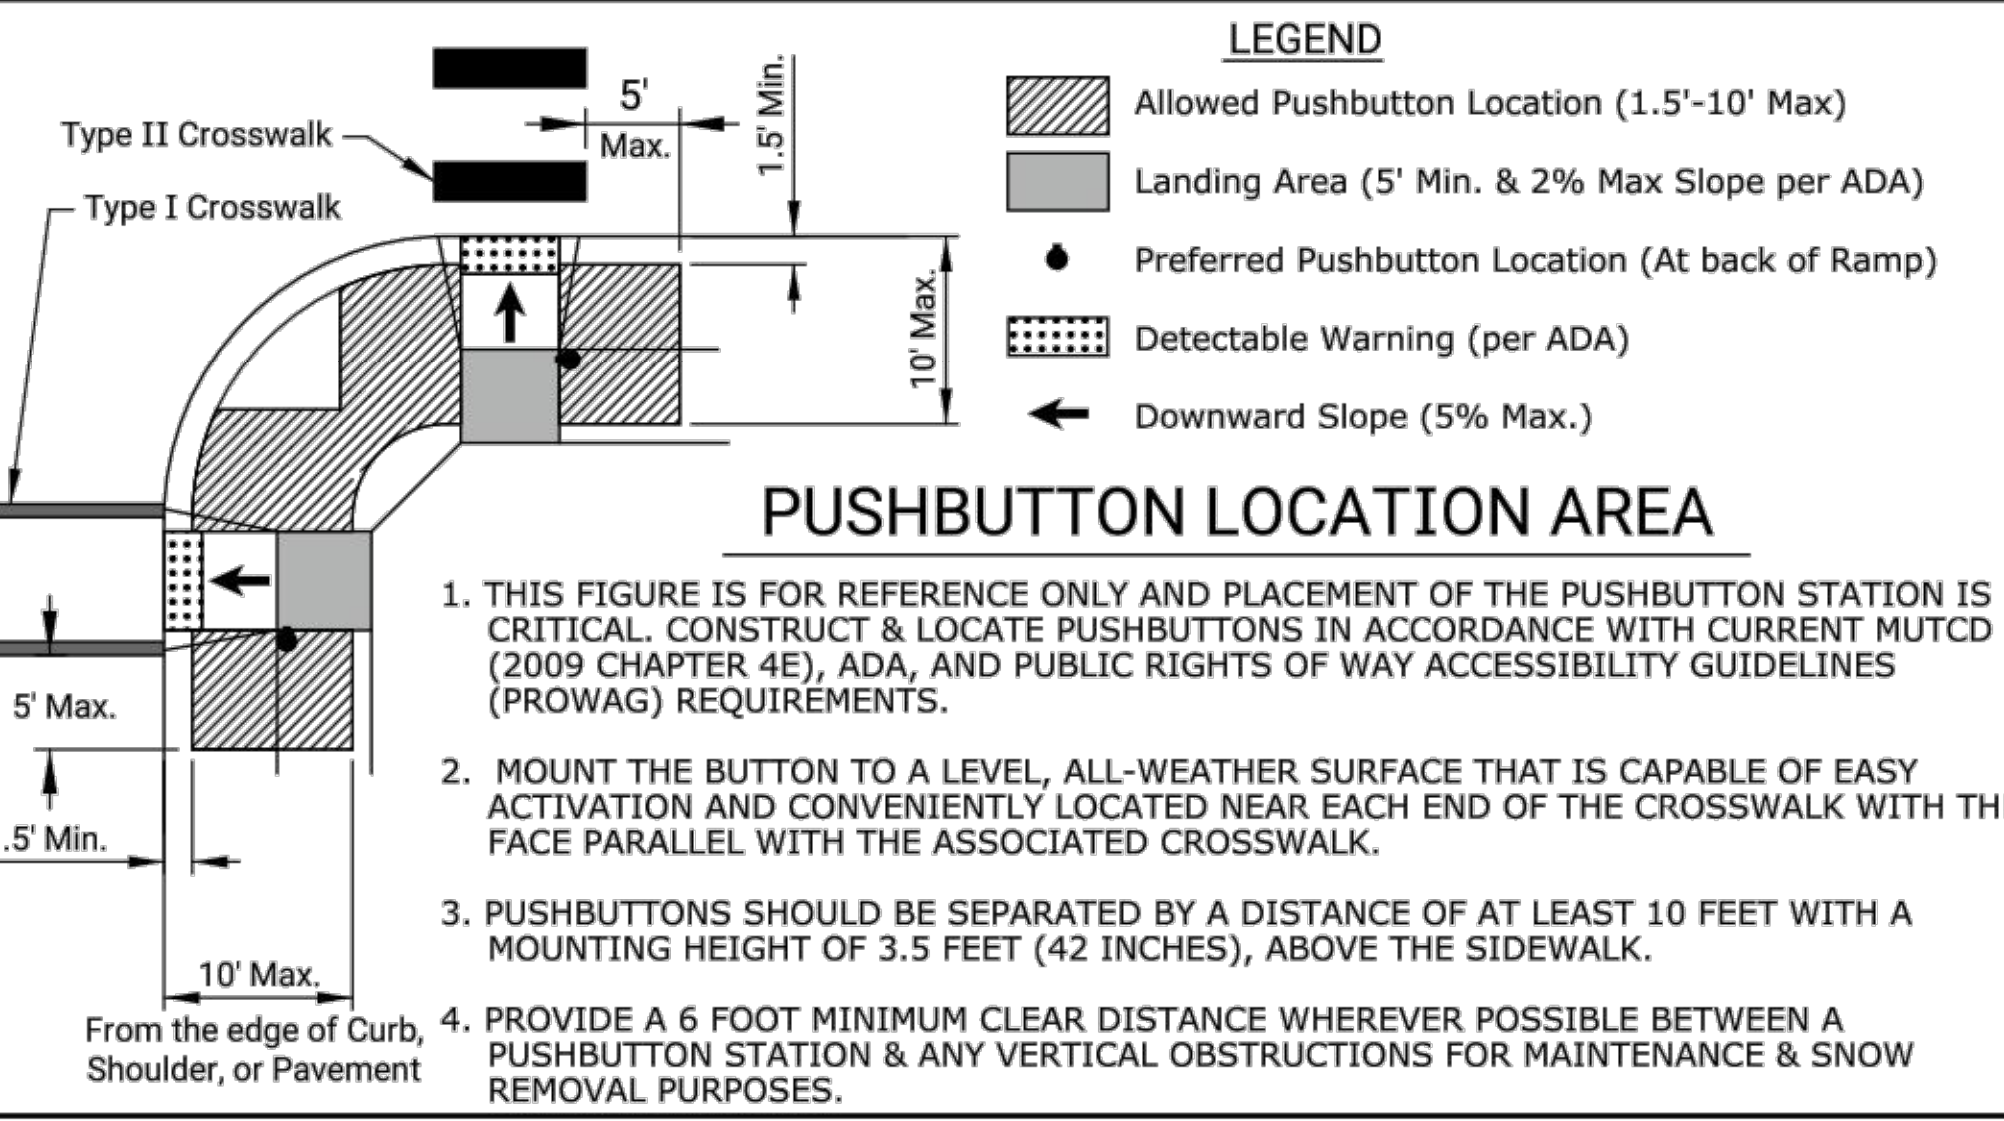 LEGEND
Allowed Pushbutton Location (1.5'-10' Max)
Landing Area (5' Min. & 2% Max Slope per ADA)
Preferred Pushbutton Location (At back of Ramp)
Detectable Warning (per ADA)
Downward Slope (5% Max.)
Type II Crosswalk
Type I Crosswalk
5'
Max.
1.5' Min.
10' Max.
5' Max.
.5' Min.
10' Max.
From the edge of Curb,
Shoulder, or Pavement
PUSHBUTTON LOCATION AREA
1. THIS FIGURE IS FOR REFERENCE ONLY AND PLACEMENT OF THE PUSHBUTTON STATION IS
CRITICAL. CONSTRUCT & LOCATE PUSHBUTTONS IN ACCORDANCE WITH CURRENT MUTCD
(2009 CHAPTER 4E), ADA, AND PUBLIC RIGHTS OF WAY ACCESSIBILITY GUIDELINES
(PROWAG) REQUIREMENTS.
2. MOUNT THE BUTTON TO A LEVEL, ALL-WEATHER SURFACE THAT IS CAPABLE OF EASY
ACTIVATION AND CONVENIENTLY LOCATED NEAR EACH END OF THE CROSSWALK WITH TH
FACE PARALLEL WITH THE ASSOCIATED CROSSWALK.
3. PUSHBUTTONS SHOULD BE SEPARATED BY A DISTANCE OF AT LEAST 10 FEET WITH A
MOUNTING HEIGHT OF 3.5 FEET (42 INCHES), ABOVE THE SIDEWALK.
4. PROVIDE A 6 FOOT MINIMUM CLEAR DISTANCE WHEREVER POSSIBLE BETWEEN A
PUSHBUTTON STATION & ANY VERTICAL OBSTRUCTIONS FOR MAINTENANCE & SNOW
REMOVAL PURPOSES.